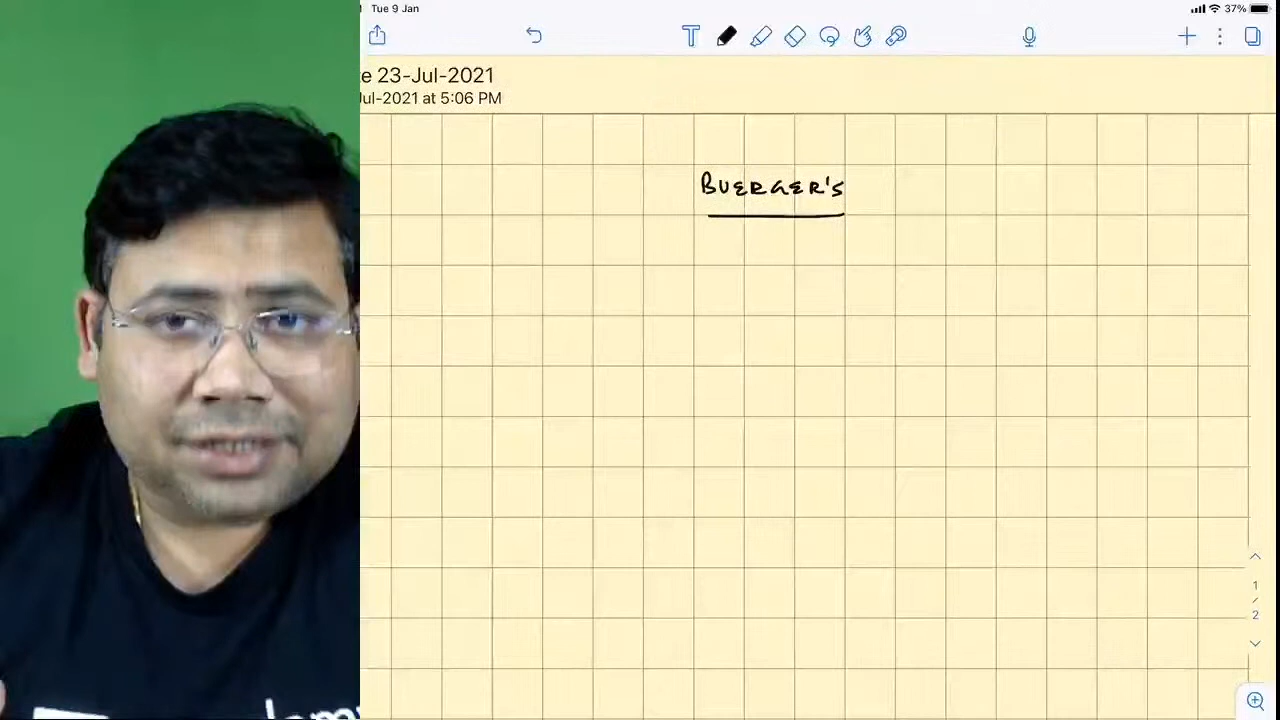 Tue 9 Jan
37%
T
23-Jul-2021
Jul-2021 at 5:06 PM
BUERGER'S
1
2